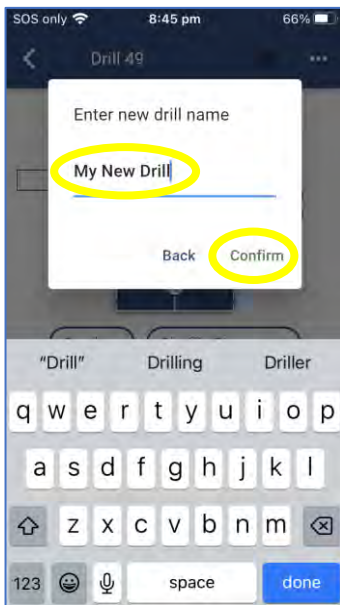 SOS only 8:45 pm 66%
Drill 49
Enter new drill name
My New Drill
Back Confirm
"Drill" Drilling Driller
q w e r t y u i o p
a s d f g h j k l
z x c v b n m
123 space done